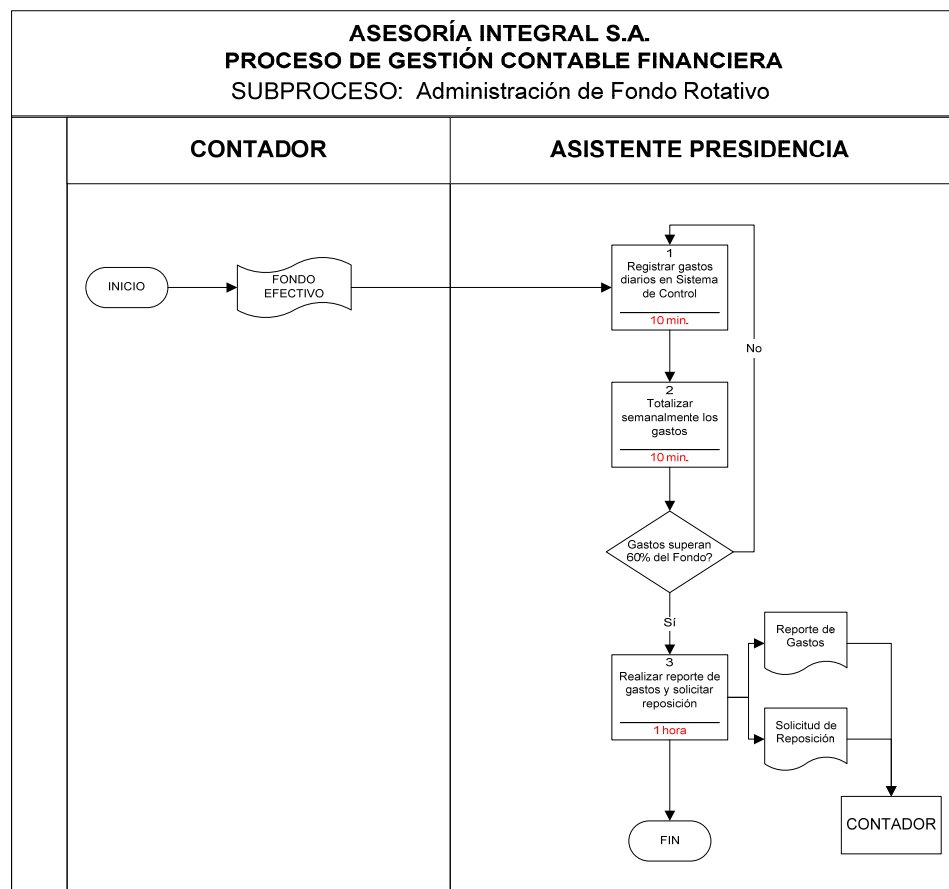 ASESORÍA INTEGRAL S.A.
PROCESO DE GESTIÓN CONTABLE FINANCIERA
SUBPROCESO: Administración de Fondo Rotativo
CONTADOR
ASISTENTE PRESIDENCIA
INICIO
FONDO
EFECTIVO
1
Registrar gastos
diarios en Sistema
de Control
10 min.
No
2
Totalizar
semanalmente los
gastos
10 min.
Gastos superan
60% del Fondo?
Sí
3
Realizar reporte de
gastos y solicitar
reposición
1 hora
Reporte de
Gastos
Solicitud de
Reposición
CONTADOR
FIN